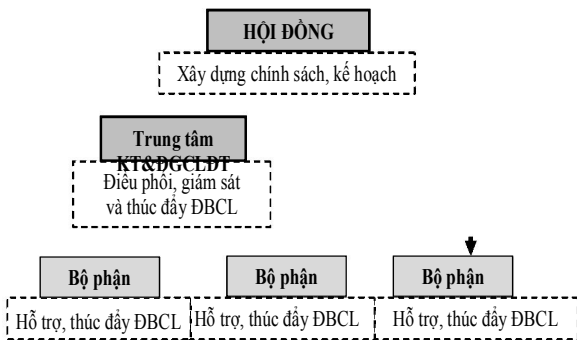 HỘI ĐỒNG
Xây dựng chính sách, kế hoạch
Trung tâm
KT&ĐGCLĐT
Điều phối, giám sát
và thúc đẩy ĐBCL
Bộ phận
Bộ phận
Bộ phận
Hỗ trợ, thúc đẩy ĐBCL
Hỗ trợ, thúc đẩy ĐBCL
Hỗ trợ, thúc đẩy ĐBCL